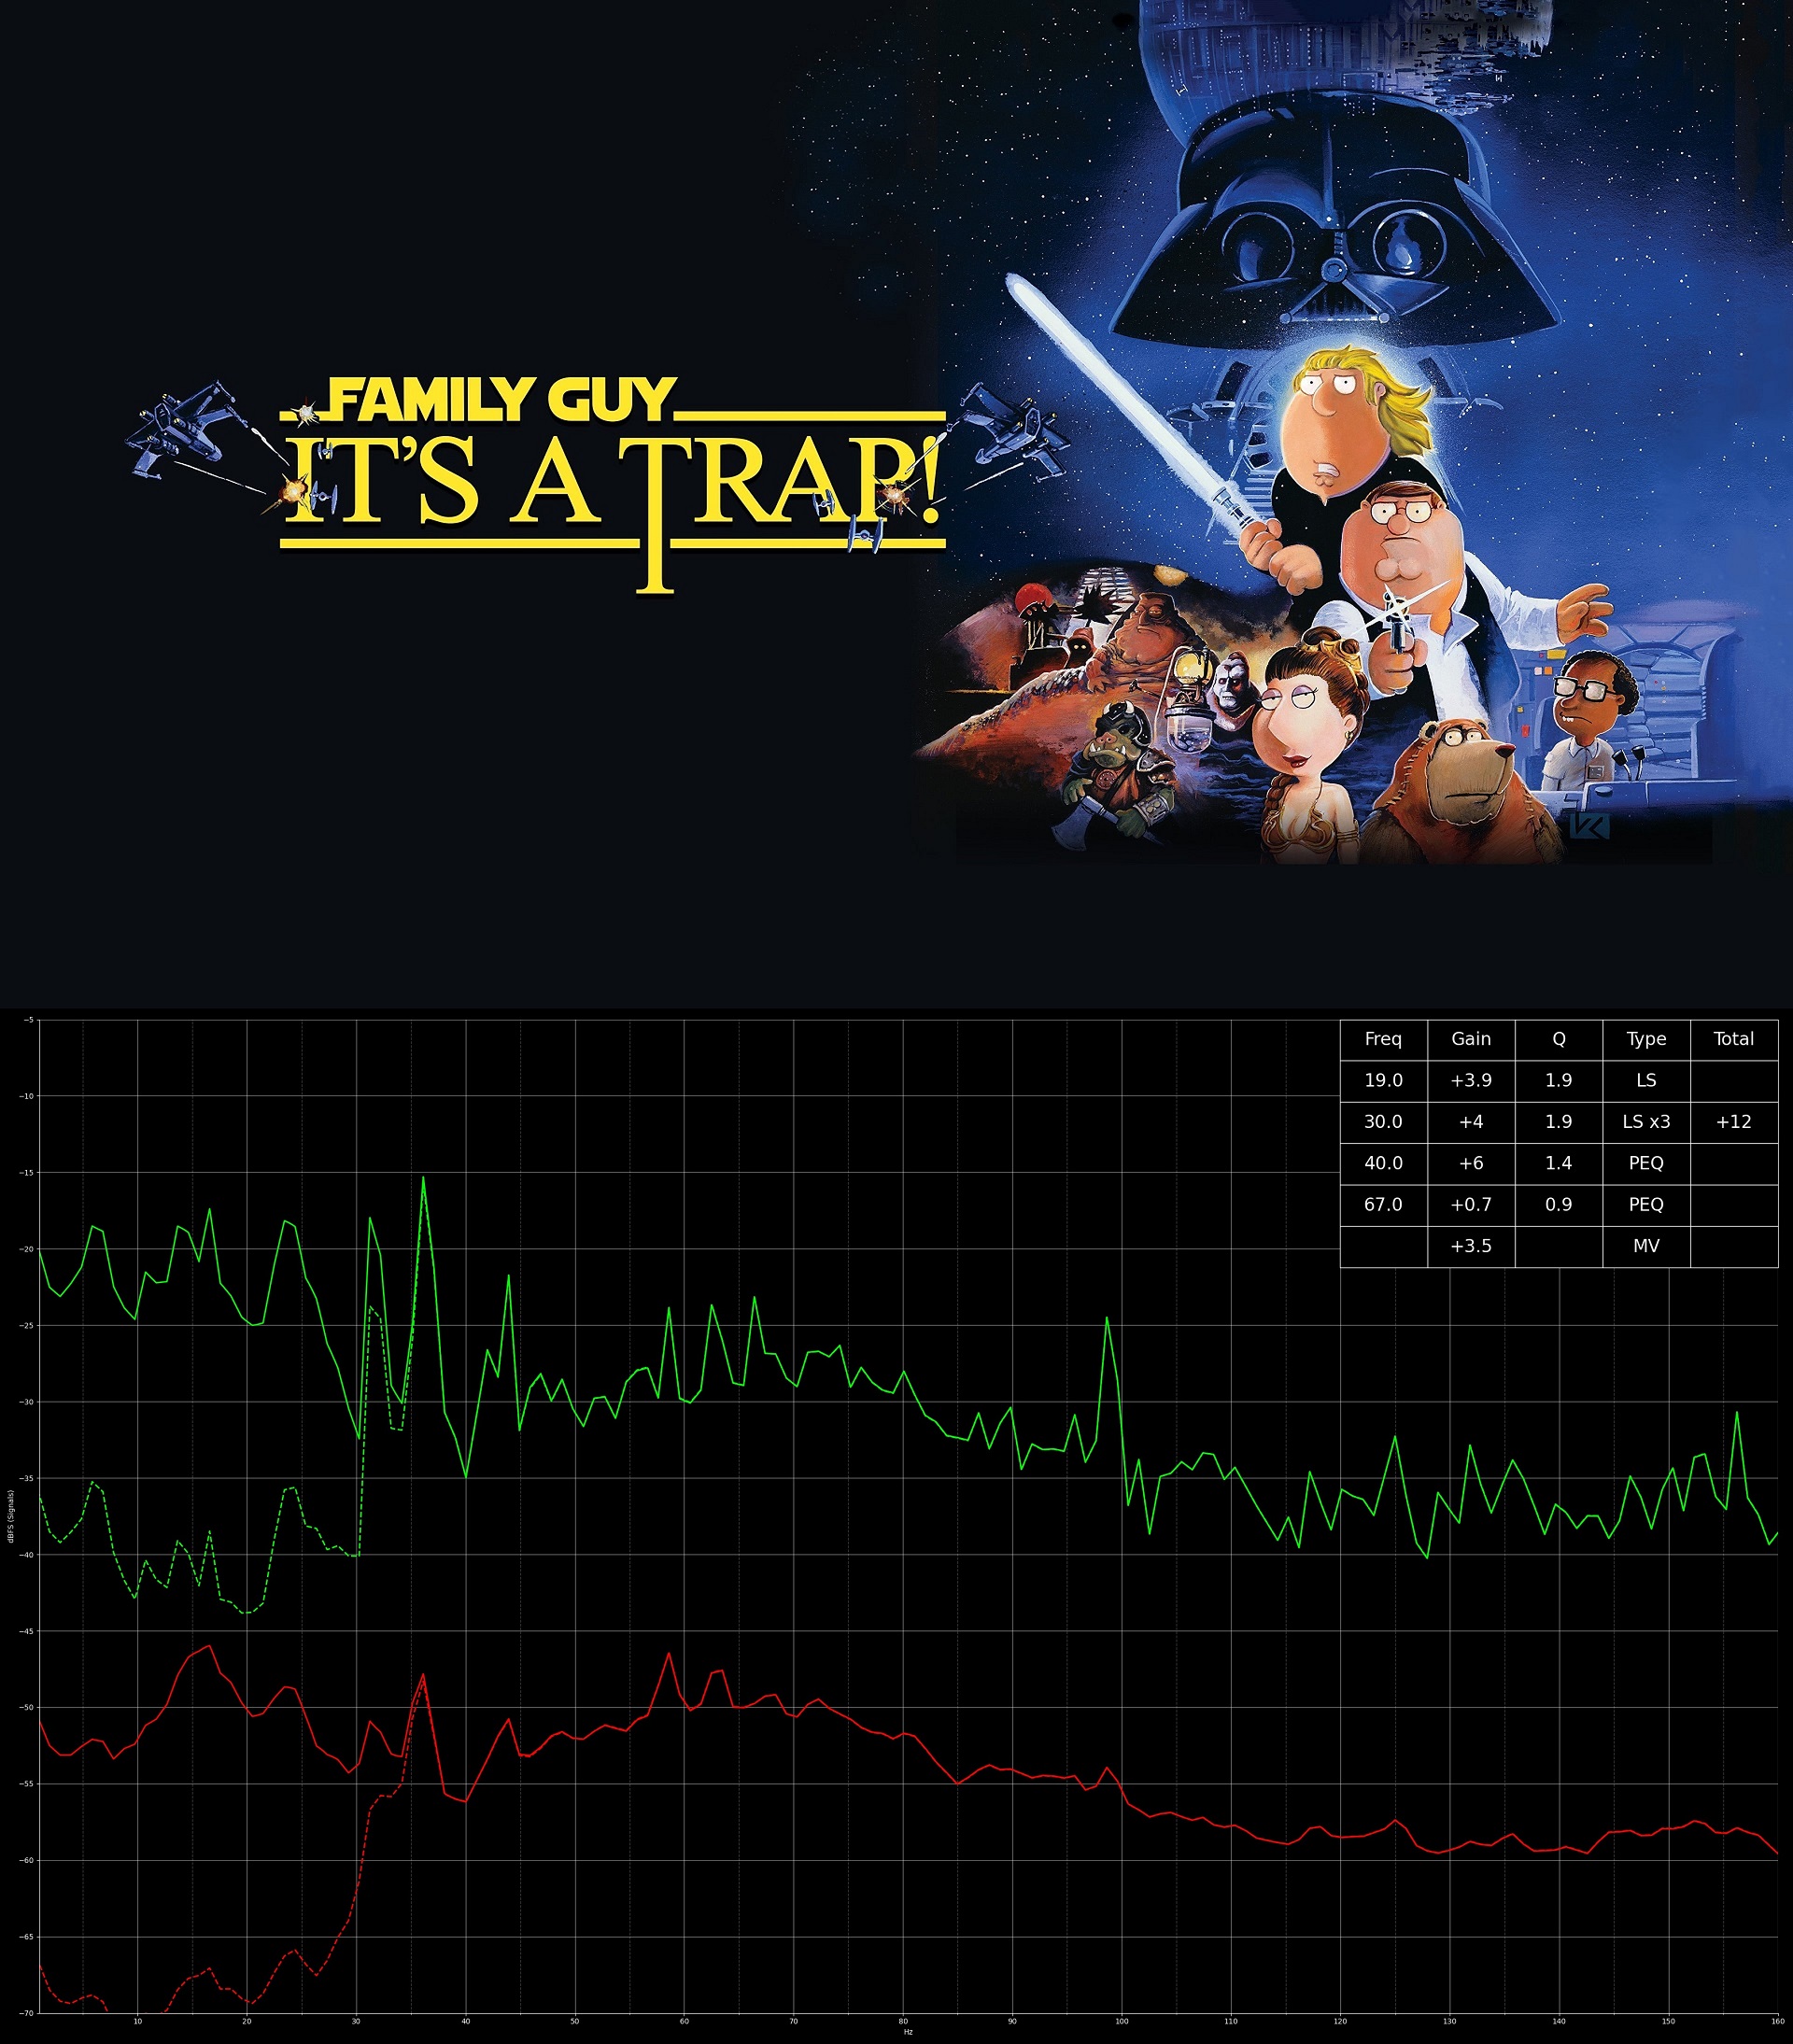 FAMILY GUY
IT'S A TRAP!
Freq Gain Q Type Total
19.0 +3.9 1.9 LS
30.0 +4 1.9 LS x3 +12
40.0 +6 1.4 PEQ
67.0 +0.7 0.9 PEQ
+3.5 MV
−5
−10
−15
−20
−25
−30
−35
−40
−45
−50
−55
−60
−65
−70
dBFS (Signals)
10 20 30 40 50 60 70 80 90 100 110 120 130 140 150 160
Hz